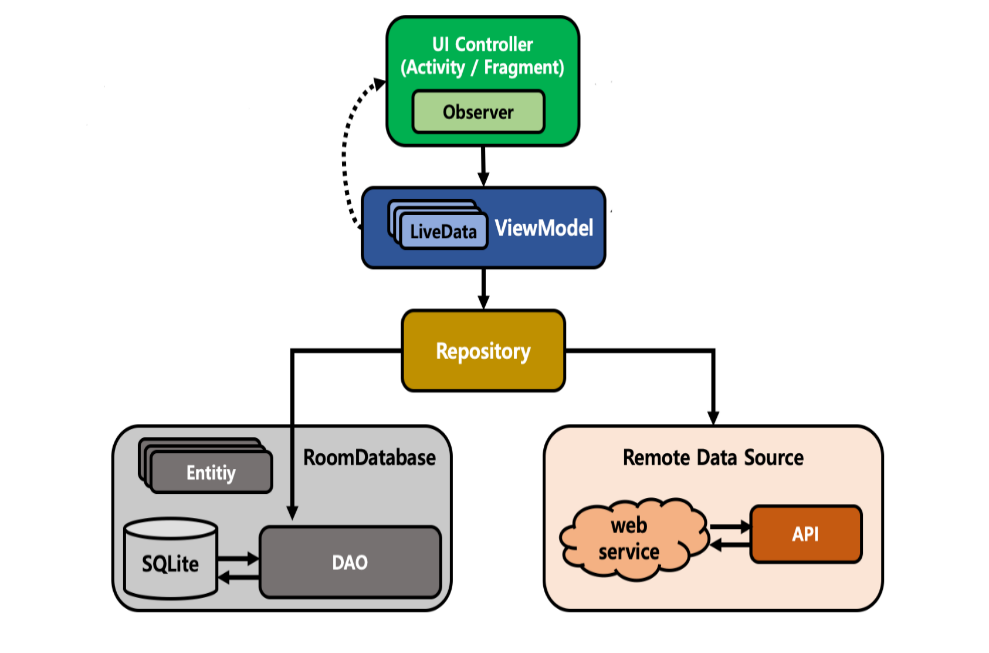 UI Controller
(Activity / Fragment)
Observer
LiveData
ViewModel
Repository
Entitiy
RoomDatabase
SQLite
DAO
Remote Data Source
web
service
API